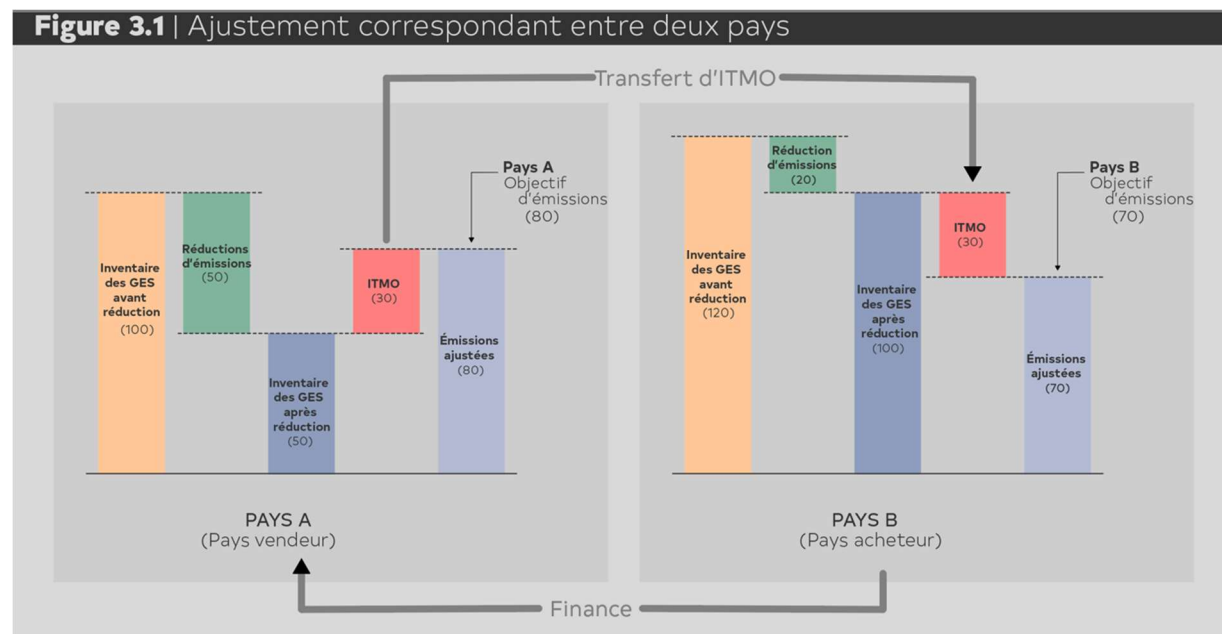 Figure 3.1 | Ajustement correspondant entre deux pays
Transfert d'ITMO
Inventaire
des GES
avant
réduction
(100)
Réductions
d'émissions
(50)
Inventaire
des GES
après
réduction
(50)
ITMO
(30)
Émissions
ajustées
(80)
Pays A
Objectif
d'émissions
(80)
PAYS A
(Pays vendeur)
Inventaire
des GES
avant
réduction
(120)
Réduction
d'émissions
(20)
Inventaire
des GES
après
réduction
(100)
ITMO
(30)
Émissions
ajustées
(70)
Pays B
Objectif
d'émissions
(70)
PAYS B
(Pays acheteur)
Finance